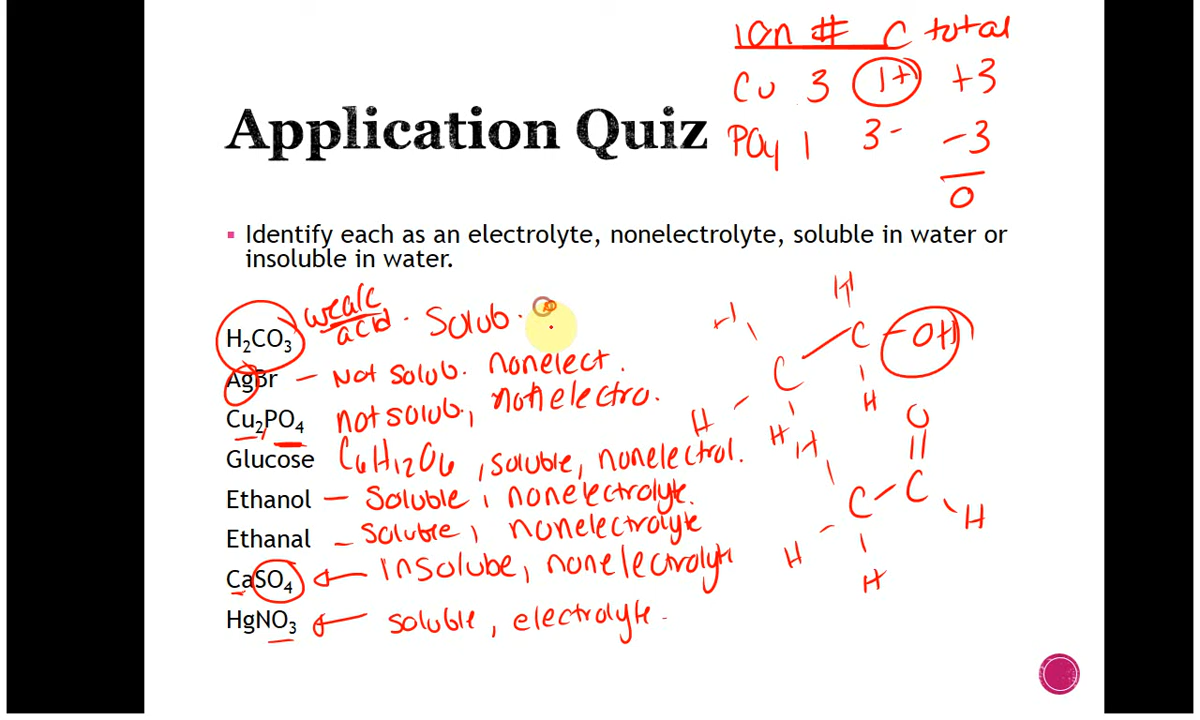 ion # C total
Cu 3 1+ +3
Application Quiz
PO4 1 3- -3
0
▪ Identify each as an electrolyte, nonelectrolyte, soluble in water or
insoluble in water.
H₂CO₃ weak acid . Solub.
AgBr - Not Solub. nonelect.
Cu₂PO₄ not solub., nonelectro.
Glucose C6H12O6, soluble, nonelectrol.
Ethanol - Soluble, nonelectrolyte.
Ethanal - Soluble, nonelectrolyte
CaSO₄ ← insolube, nonelectrolyte
HgNO₃ ← soluble, electrolyte.
H H
C - C - OH
H H H
O
H
C - C
H H
H